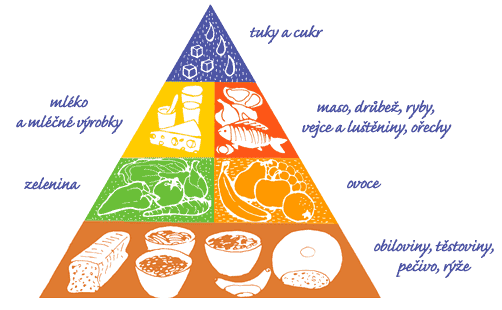 tuky a cukr
mléko
a mléčné výrobky
maso, drůbež, ryby,
vejce a luštěniny, ořechy
zelenina
ovoce
obiloviny, těstoviny,
pečivo, rýže